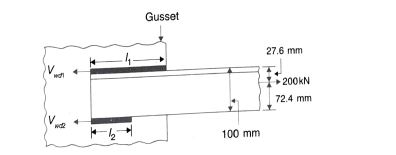 Gusset
l₁
27.6 mm
Vwd1
200kN
72.4 mm
Vwd2
l₂
100 mm